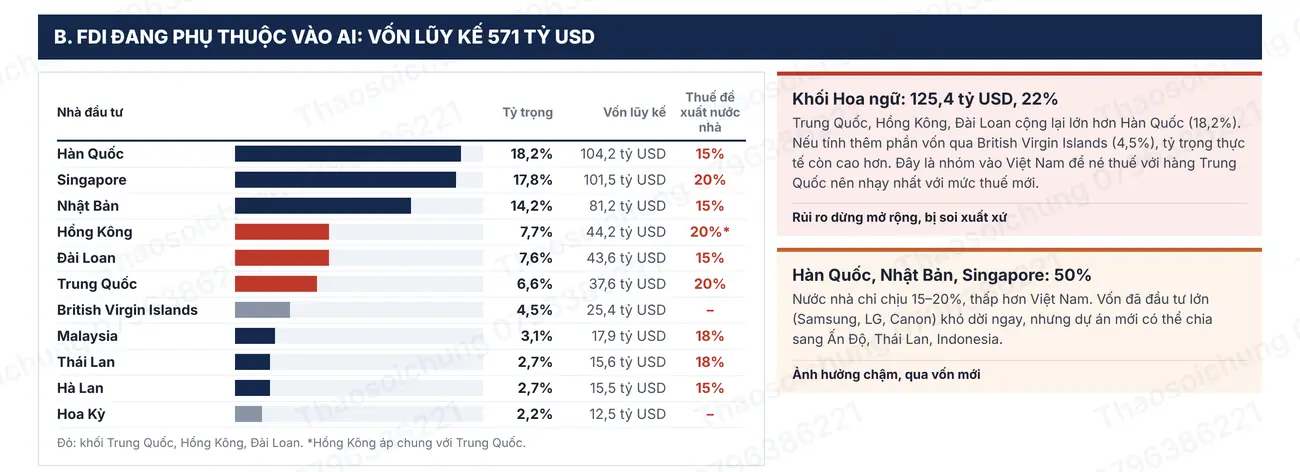 B. FDI ĐANG PHỤ THUỘC VÀO AI: VỐN LŨY KẾ 571 TỶ USD
Nhà đầu tư Tỷ trọng Vốn lũy kế Thuế đề xuất nước nhà
Hàn Quốc 18,2% 104,2 tỷ USD 15%
Singapore 17,8% 101,5 tỷ USD 20%
Nhật Bản 14,2% 81,2 tỷ USD 15%
Hồng Kông 7,7% 44,2 tỷ USD 20%*
Đài Loan 7,6% 43,6 tỷ USD 15%
Trung Quốc 6,6% 37,6 tỷ USD 20%
British Virgin Islands 4,5% 25,4 tỷ USD –
Malaysia 3,1% 17,9 tỷ USD 18%
Thái Lan 2,7% 15,6 tỷ USD 18%
Hà Lan 2,7% 15,5 tỷ USD 15%
Hoa Kỳ 2,2% 12,5 tỷ USD –
Đỏ: khối Trung Quốc, Hồng Kông, Đài Loan. *Hồng Kông áp chung với Trung Quốc.
Khối Hoa ngữ: 125,4 tỷ USD, 22%
Trung Quốc, Hồng Kông, Đài Loan cộng lại lớn hơn Hàn Quốc (18,2%).
Nếu tính thêm phần vốn qua British Virgin Islands (4,5%), tỷ trọng thực
tế còn cao hơn. Đây là nhóm vào Việt Nam để né thuế với hàng Trung
Quốc nên nhạy nhất với mức thuế mới.
Rủi ro dừng mở rộng, bị soi xuất xứ
Hàn Quốc, Nhật Bản, Singapore: 50%
Nước nhà chỉ chịu 15–20%, thấp hơn Việt Nam. Vốn đã đầu tư lớn
(Samsung, LG, Canon) khó dời ngay, nhưng dự án mới có thể chia
sang Ấn Độ, Thái Lan, Indonesia.
Ảnh hưởng chậm, qua vốn mới
Thaosoichung 0796386221